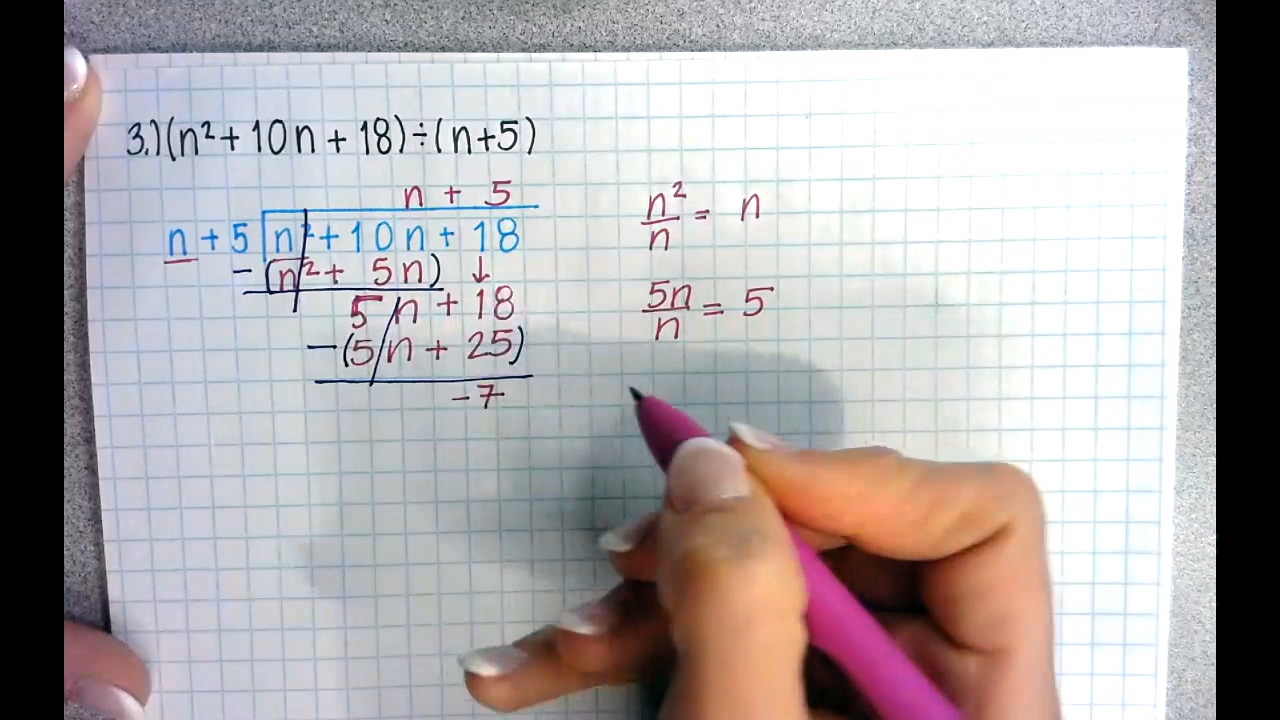 3.) (n² + 10n + 18) ÷ (n+5)
n + 5
n + 5 n² + 10n + 18
- (n² + 5n) ↓
5n + 18
- (5n + 25)
-7
n²/n = n
5n/n = 5